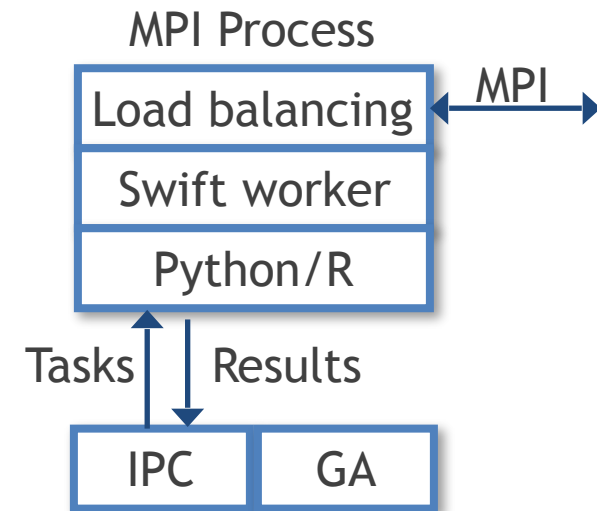 MPI Process
Load balancing
MPI
Swift worker
Python/R
Tasks
Results
IPC
GA